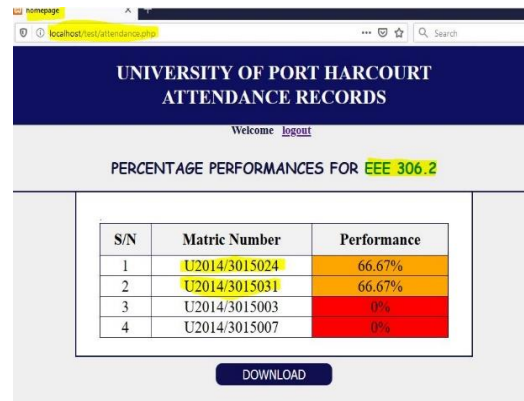 homepage
localhost/test/attendance.php
Search
UNIVERSITY OF PORT HARCOURT
ATTENDANCE RECORDS
Welcome logout
PERCENTAGE PERFORMANCES FOR EEE 306.2
S/N Matric Number Performance
1 U2014/3015024 66.67%
2 U2014/3015031 66.67%
3 U2014/3015003 0%
4 U2014/3015007 0%
DOWNLOAD